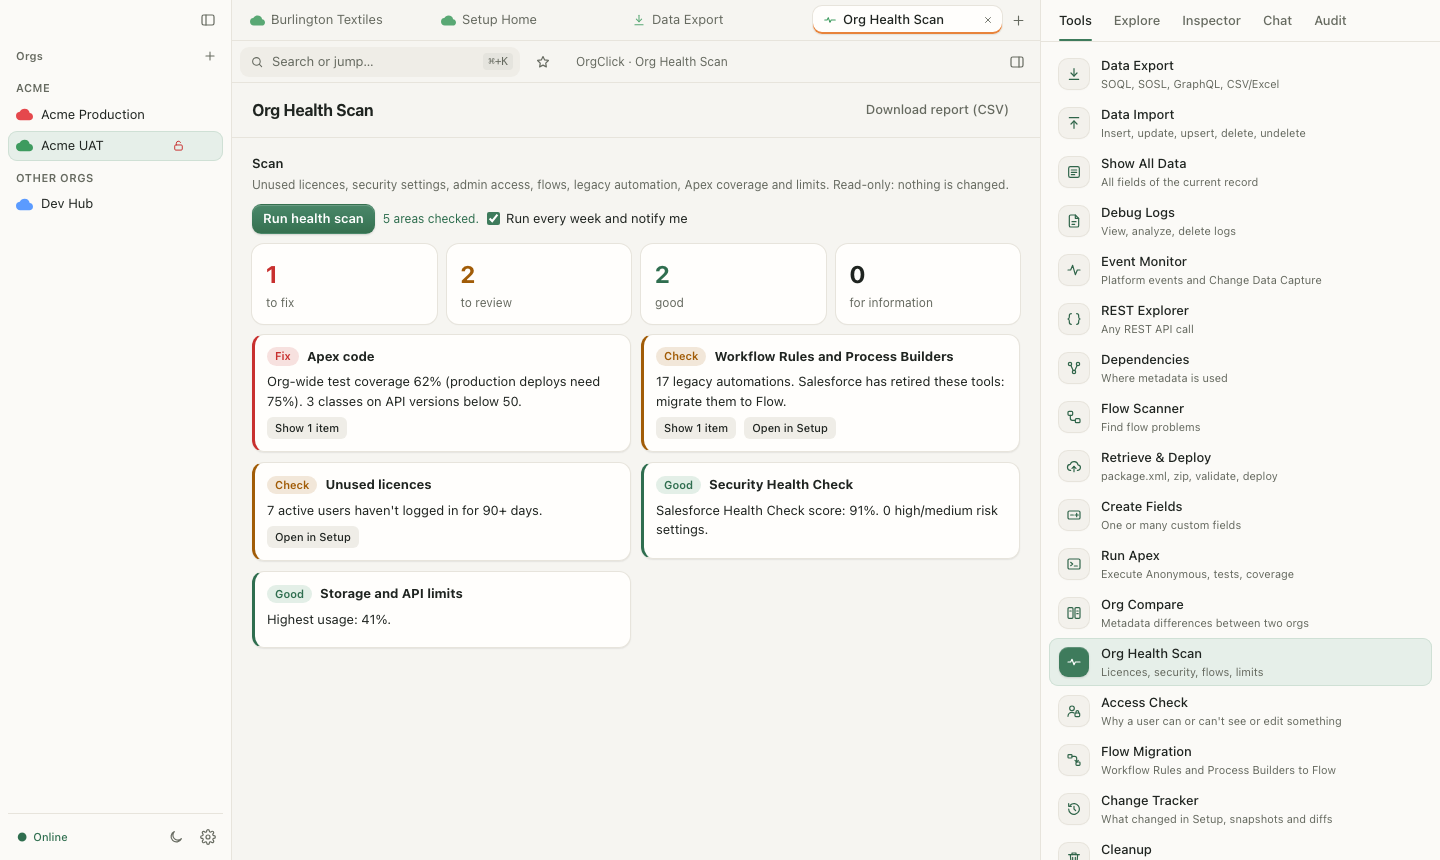 Orgs
ACME
Acme Production
Acme UAT
OTHER ORGS
Dev Hub
Online
Burlington Textiles
Setup Home
Data Export
Org Health Scan
Search or jump...
⌘+K
OrgClick · Org Health Scan
Org Health Scan
Download report (CSV)
Scan
Unused licences, security settings, admin access, flows, legacy automation, Apex coverage and limits. Read-only: nothing is changed.
Run health scan
5 areas checked.
Run every week and notify me
1
to fix
2
to review
2
good
0
for information
Fix
Apex code
Org-wide test coverage 62% (production deploys need
75%). 3 classes on API versions below 50.
Show 1 item
Check
Workflow Rules and Process Builders
17 legacy automations. Salesforce has retired these tools:
migrate them to Flow.
Show 1 item
Open in Setup
Check
Unused licences
7 active users haven't logged in for 90+ days.
Open in Setup
Good
Security Health Check
Salesforce Health Check score: 91%. 0 high/medium risk
settings.
Good
Storage and API limits
Highest usage: 41%.
Tools
Explore
Inspector
Chat
Audit
Data Export
SOQL, SOSL, GraphQL, CSV/Excel
Data Import
Insert, update, upsert, delete, undelete
Show All Data
All fields of the current record
Debug Logs
View, analyze, delete logs
Event Monitor
Platform events and Change Data Capture
REST Explorer
Any REST API call
Dependencies
Where metadata is used
Flow Scanner
Find flow problems
Retrieve & Deploy
package.xml, zip, validate, deploy
Create Fields
One or many custom fields
Run Apex
Execute Anonymous, tests, coverage
Org Compare
Metadata differences between two orgs
Org Health Scan
Licences, security, flows, limits
Access Check
Why a user can or can't see or edit something
Flow Migration
Workflow Rules and Process Builders to Flow
Change Tracker
What changed in Setup, snapshots and diffs
Cleanup